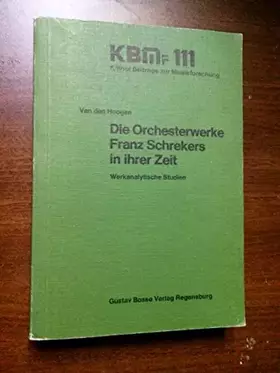 KBMF 111
Kölner Beiträge zur Musikforschung
Van den Hoogen
Die Orchesterwerke
Franz Schrekers
in ihrer Zeit
Werkanalytische Studien
Gustav Bosse Verlag Regensburg